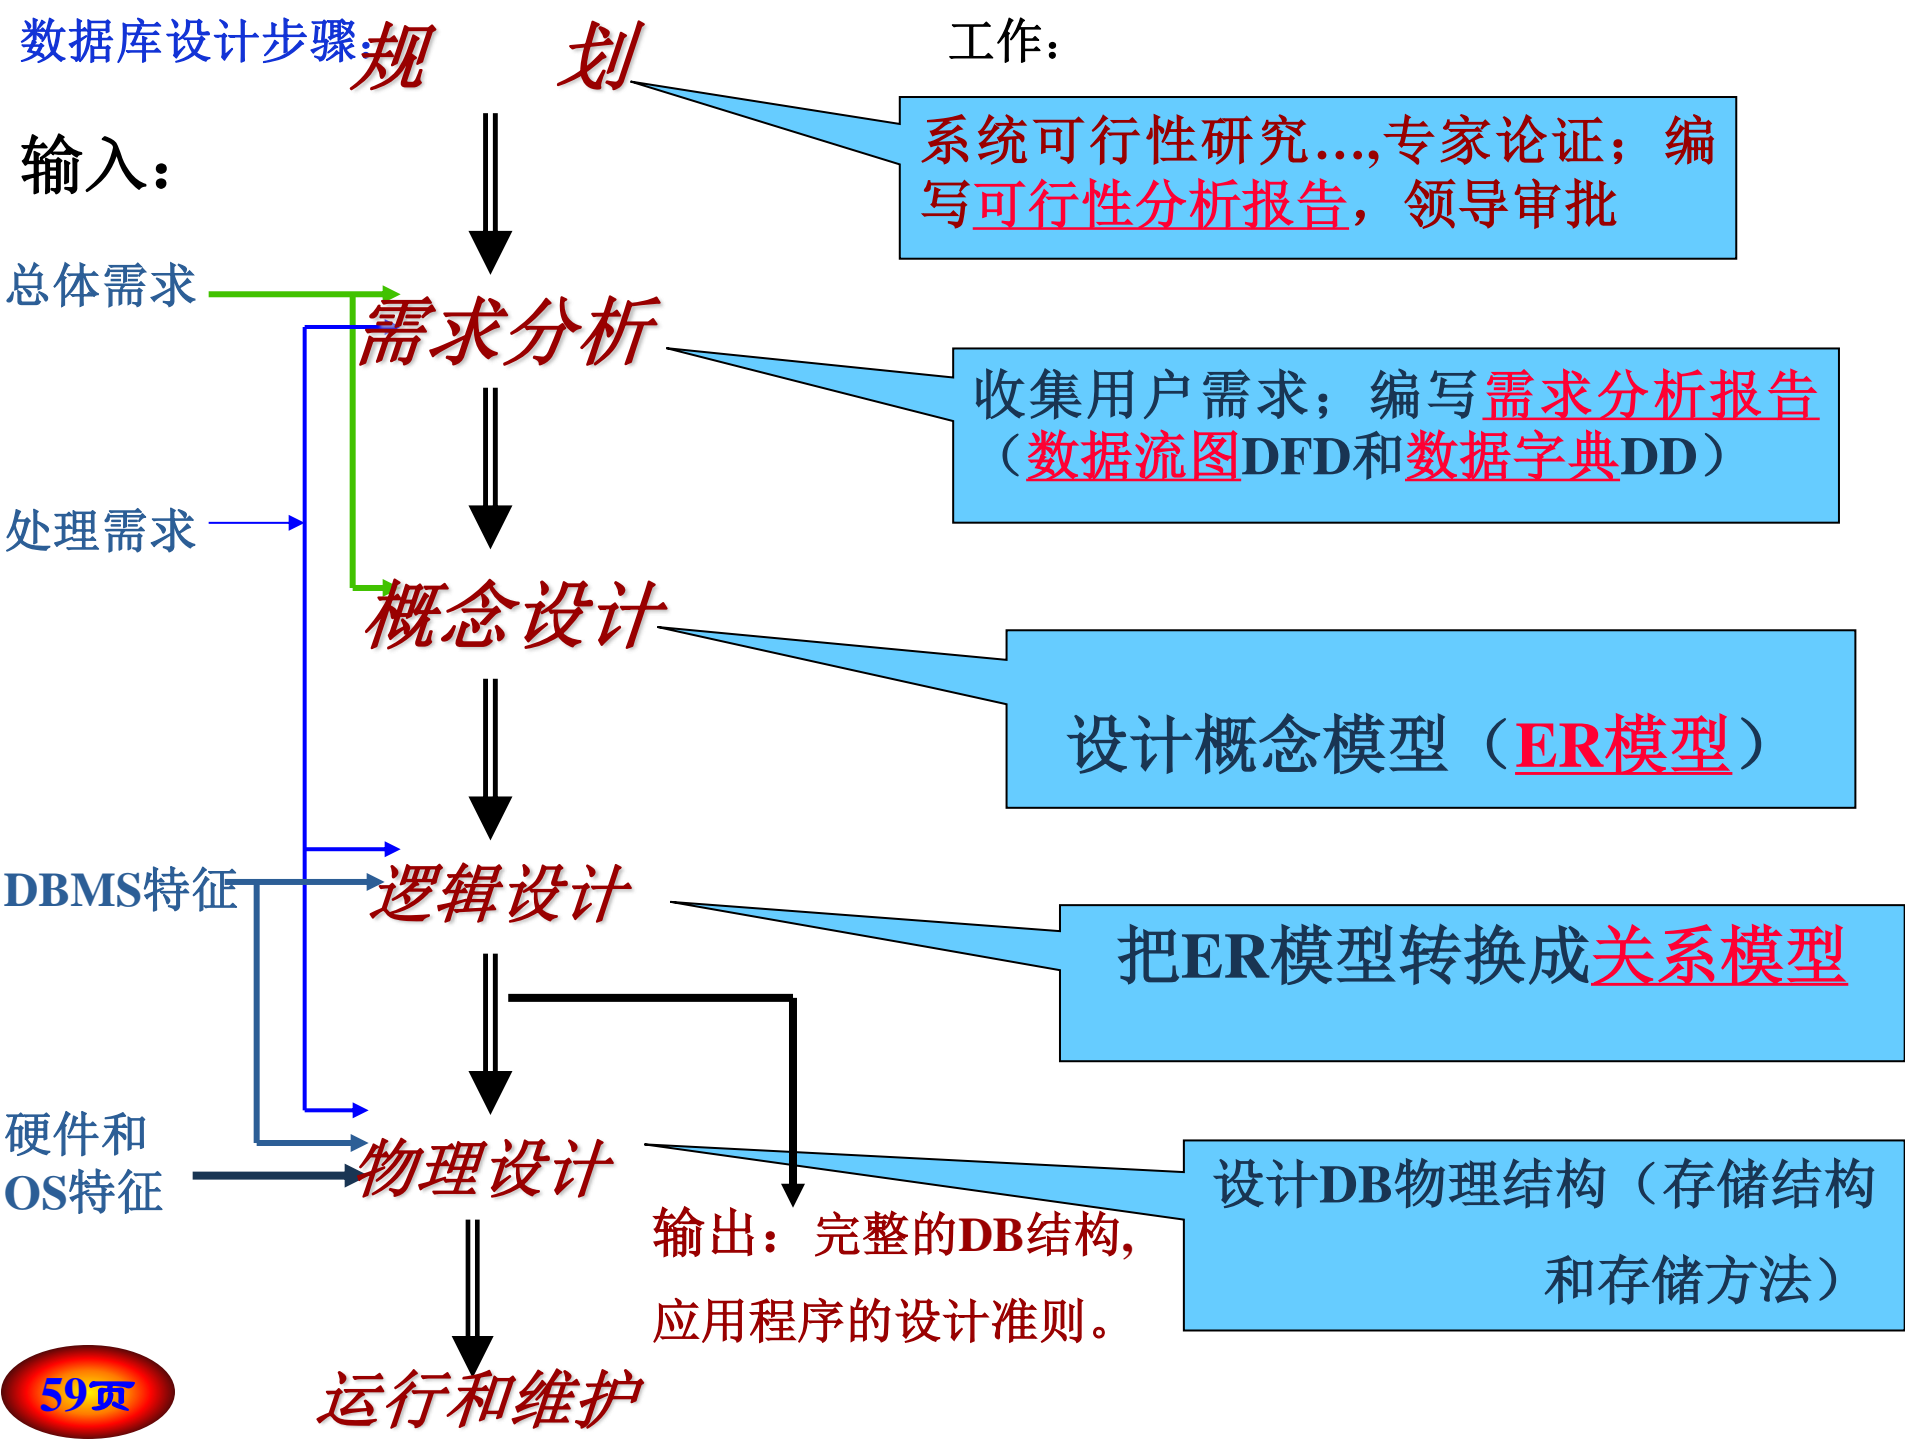 数据库设计步骤:
规 划
工作:
系统可行性研究…,专家论证；编
写可行性分析报告，领导审批
输入：
总体需求
需求分析
收集用户需求；编写需求分析报告
（数据流图DFD和数据字典DD）
处理需求
概念设计
设计概念模型（ER模型）
DBMS特征
逻辑设计
把ER模型转换成关系模型
硬件和
OS特征
物理设计
设计DB物理结构（存储结构
和存储方法）
输出：完整的DB结构,
应用程序的设计准则。
运行和维护
59页